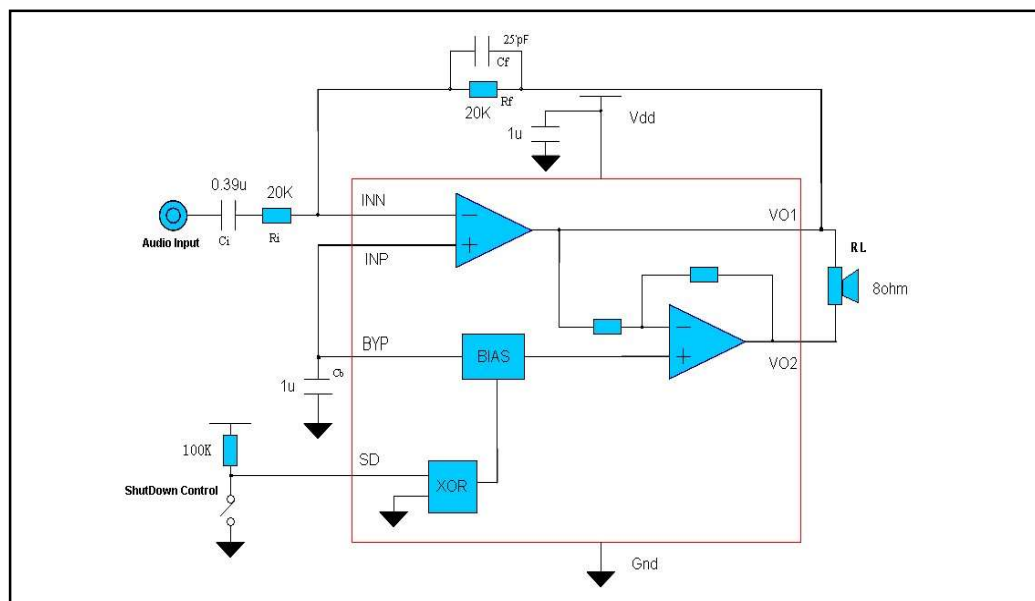 25pF
Cf
Rf
20K
Vdd
1u
0.39u
20K
INN
VO1
Audio Input
Ci
Ri
INP
RL
8ohm
BYP
BIAS
VO2
1u
Cb
100K
SD
XOR
ShutDown Control
Gnd